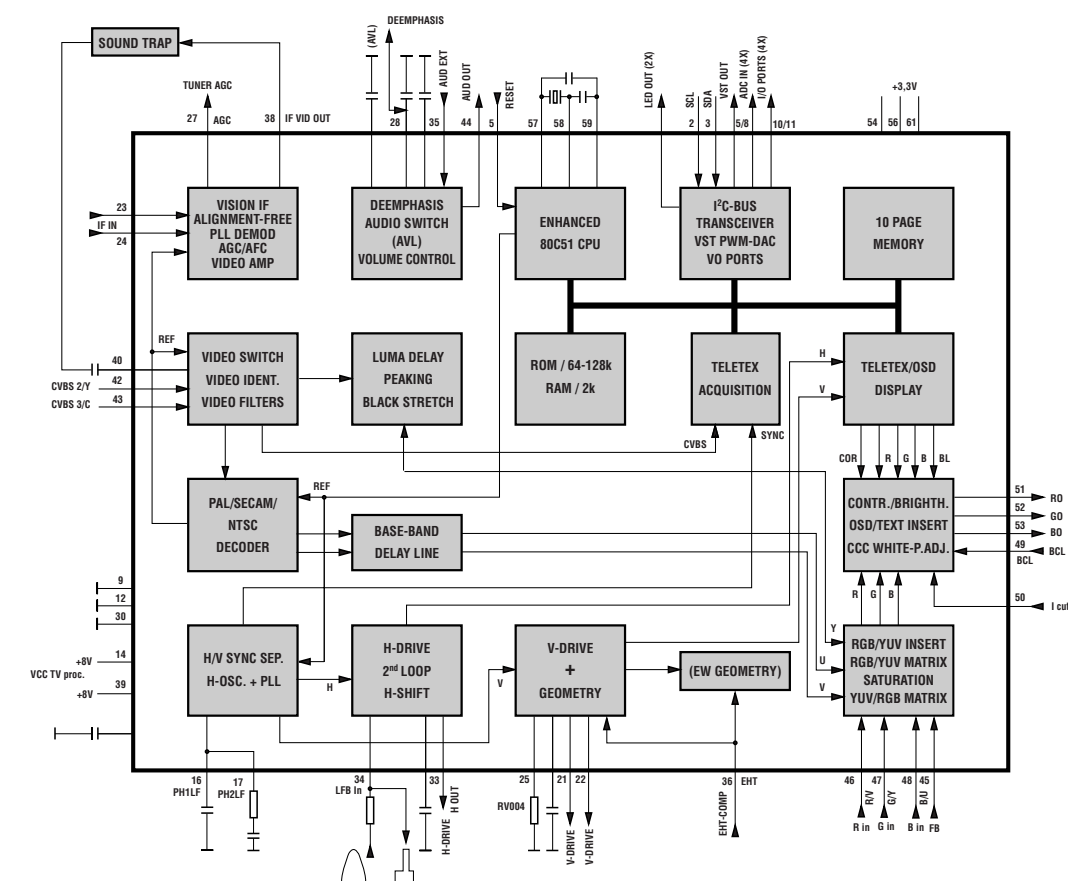 SOUND TRAP
(AVL)
DEEMPHASIS
AUD EXT
AUD OUT
RESET
LED OUT (2X)
SCL
SDA
VST OUT
ADC IN (4X)
I/O PORTS (4X)
+3,3V
TUNER AGC
27 AGC
38 IF VID OUT
28
35
44
5
57
58
59
2
3
5/8
10/11
54
56
61
23
IF IN
24
VISION IF
ALIGNMENT-FREE
PLL DEMOD
AGC/AFC
VIDEO AMP
DEEMPHASIS
AUDIO SWITCH
(AVL)
VOLUME CONTROL
ENHANCED
80C51 CPU
I²C-BUS
TRANSCEIVER
VST PWM-DAC
VO PORTS
10 PAGE
MEMORY
REF
40
42
CVBS 2/Y
43
CVBS 3/C
VIDEO SWITCH
VIDEO IDENT.
VIDEO FILTERS
LUMA DELAY
PEAKING
BLACK STRETCH
ROM / 64-128k
RAM / 2k
TELETEX
ACQUISITION
H
V
TELETEX/OSD
DISPLAY
CVBS
SYNC
COR
R
G
B
BL
PAL/SECAM/
NTSC
DECODER
REF
BASE-BAND
DELAY LINE
CONTR./BRIGHTH.
OSD/TEXT INSERT
CCC WHITE-P.ADJ.
51
RO
52
GO
53
BO
49
BCL
BCL
50
I cut
R
G
B
9
12
30
14
+8V
VCC TV proc.
39
+8V
H/V SYNC SEP.
H-OSC. + PLL
H
H-DRIVE
2nd LOOP
H-SHIFT
V
V-DRIVE
+
GEOMETRY
(EW GEOMETRY)
Y
U
V
RGB/YUV INSERT
RGB/YUV MATRIX
SATURATION
YUV/RGB MATRIX
16
PH1LF
17
PH2LF
34
LFB In
33
H OUT
H-DRIVE
25
RV004
21
22
V-DRIVE
V-DRIVE
36
EHT
EHT-COMP
46
R/V
47
G/Y
48
B/U
45
R in
G in
B in
FB